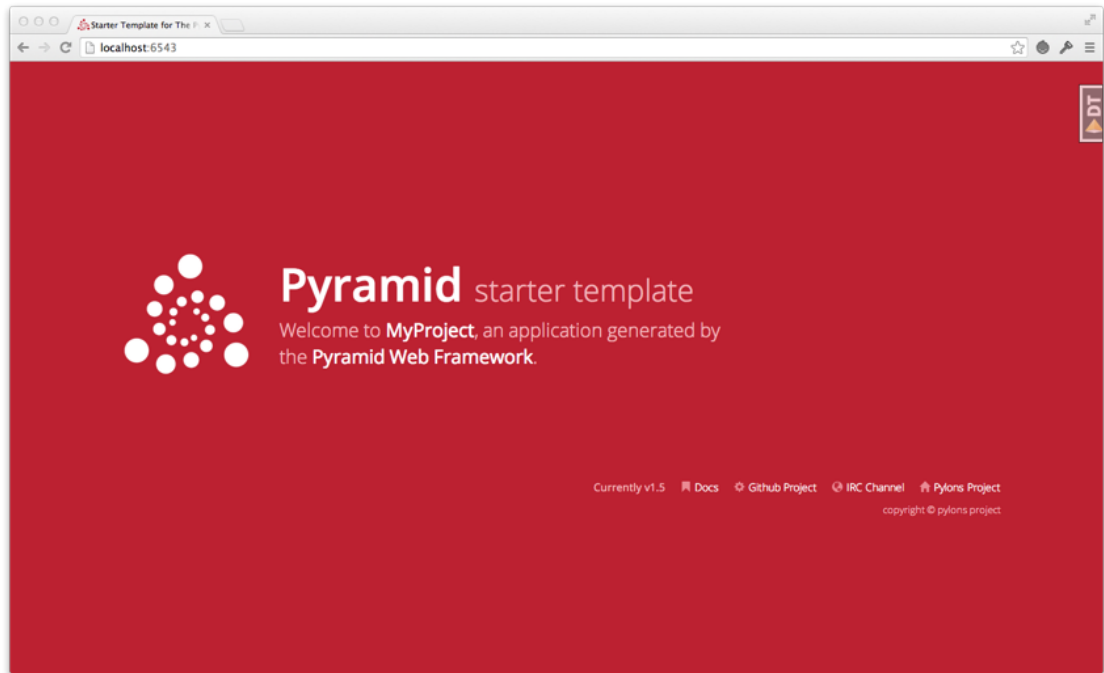 Starter Template for The P
localhost:6543
DT
Pyramid starter template
Welcome to MyProject, an application generated by
the Pyramid Web Framework.
Currently v1.5 Docs Github Project IRC Channel Pylons Project
copyright © pylons project